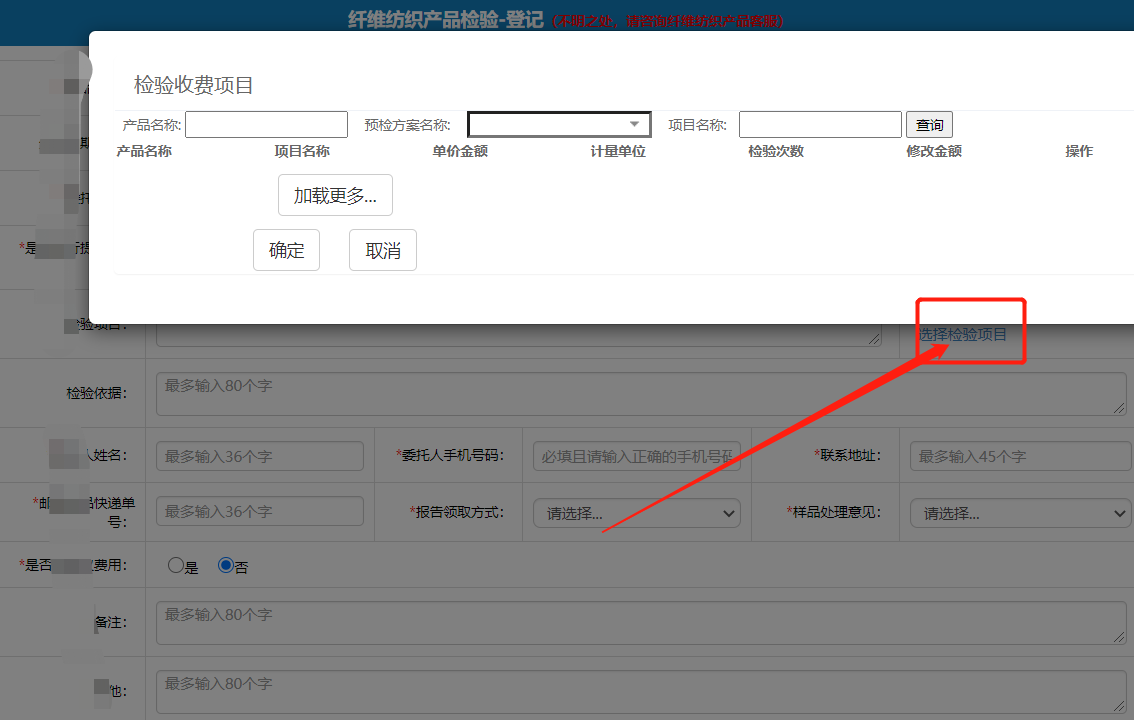 纤维纺织产品检验-登记 (不明之处，请咨询纤维纺织产品客服)
检验收费项目
产品名称: 预检方案名称: 项目名称: 查询
产品名称 项目名称 单价金额 计量单位 检验次数 修改金额 操作
加载更多...
确定 取消
选择检验项目
检验依据: 最多输入80个字
人姓名: 最多输入36个字 *委托人手机号码: 必填且请输入正确的手机号码 *联系地址: 最多输入45个字
*邮 品快递单号: 最多输入36个字 *报告领取方式: 请选择... *样品处理意见: 请选择...
*是否 费用: 是 否
备注: 最多输入80个字
他: 最多输入80个字